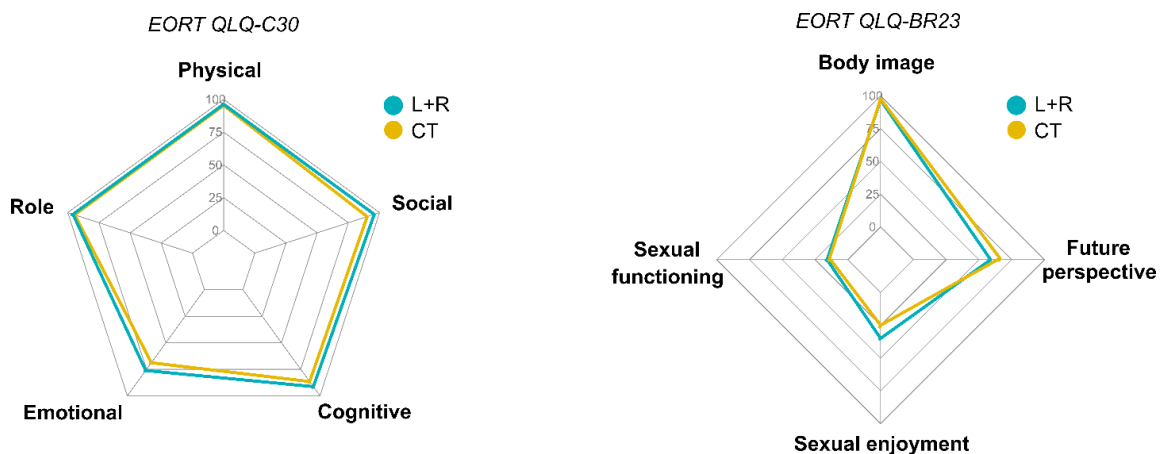 EORT QLQ-C30
Physical
100
75
50
25
0
L+R
CT
Role
Social
Emotional
Cognitive
EORT QLQ-BR23
Body image
100
75
50
25
0
L+R
CT
Sexual
functioning
Future
perspective
Sexual enjoyment